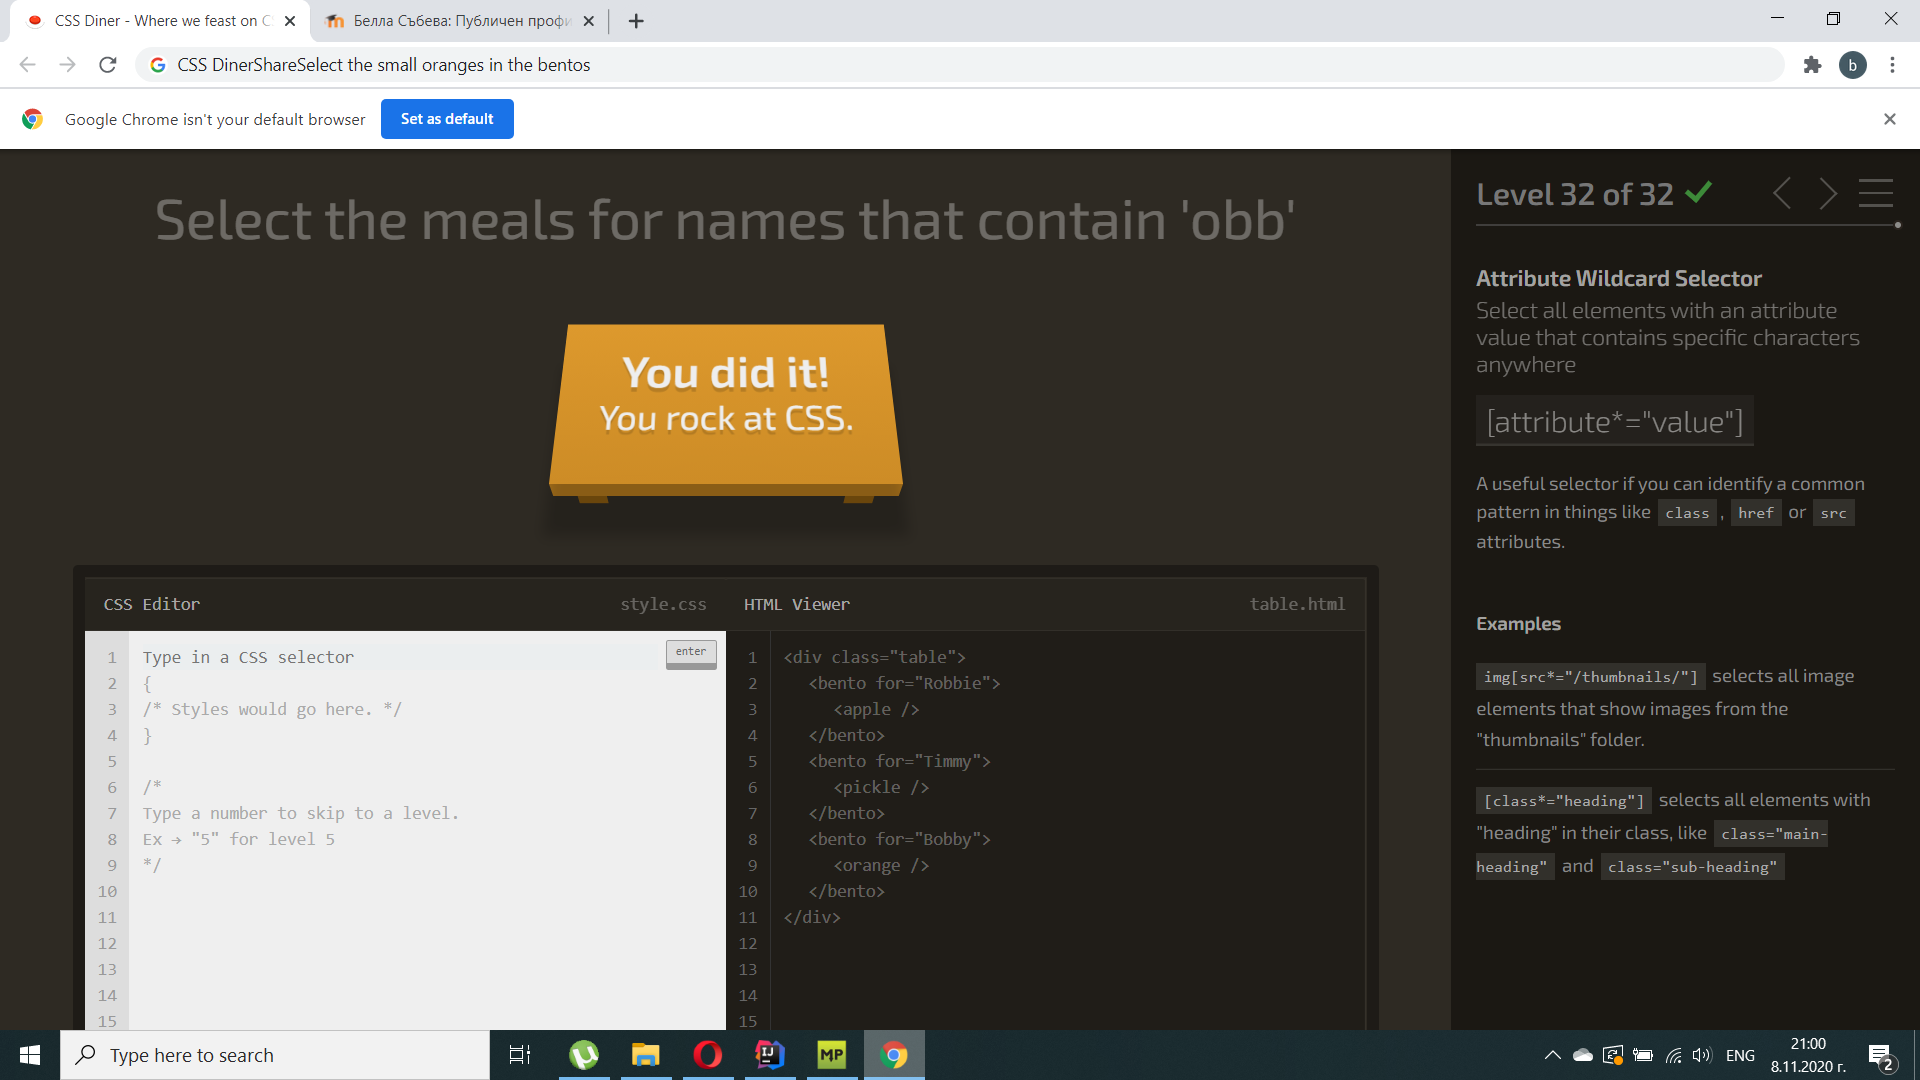 CSS Diner - Where we feast on C
Белла Събева: Публичен профи
CSS DinerShareSelect the small oranges in the bentos
b
Google Chrome isn't your default browser
Set as default
Select the meals for names that contain 'obb'
You did it!
You rock at CSS.
CSS Editor
style.css
HTML Viewer
table.html
1 Type in a CSS selector
enter
2 {
3 /* Styles would go here. */
4 }
5
6 /*
7 Type a number to skip to a level.
8 Ex → "5" for level 5
9 */
10
11
12
13
14
15
1 <div class="table">
2 <bento for="Robbie">
3 <apple />
4 </bento>
5 <bento for="Timmy">
6 <pickle />
7 </bento>
8 <bento for="Bobby">
9 <orange />
10 </bento>
11 </div>
12
13
14
15
Level 32 of 32
Attribute Wildcard Selector
Select all elements with an attribute
value that contains specific characters
anywhere
[attribute*="value"]
A useful selector if you can identify a common
pattern in things like class , href or src
attributes.
Examples
img[src*="/thumbnails/"] selects all image
elements that show images from the
"thumbnails" folder.
[class*="heading"] selects all elements with
"heading" in their class, like class="main-
heading" and class="sub-heading"
Type here to search
IJ
MP
ENG
21:00
8.11.2020 г.
2